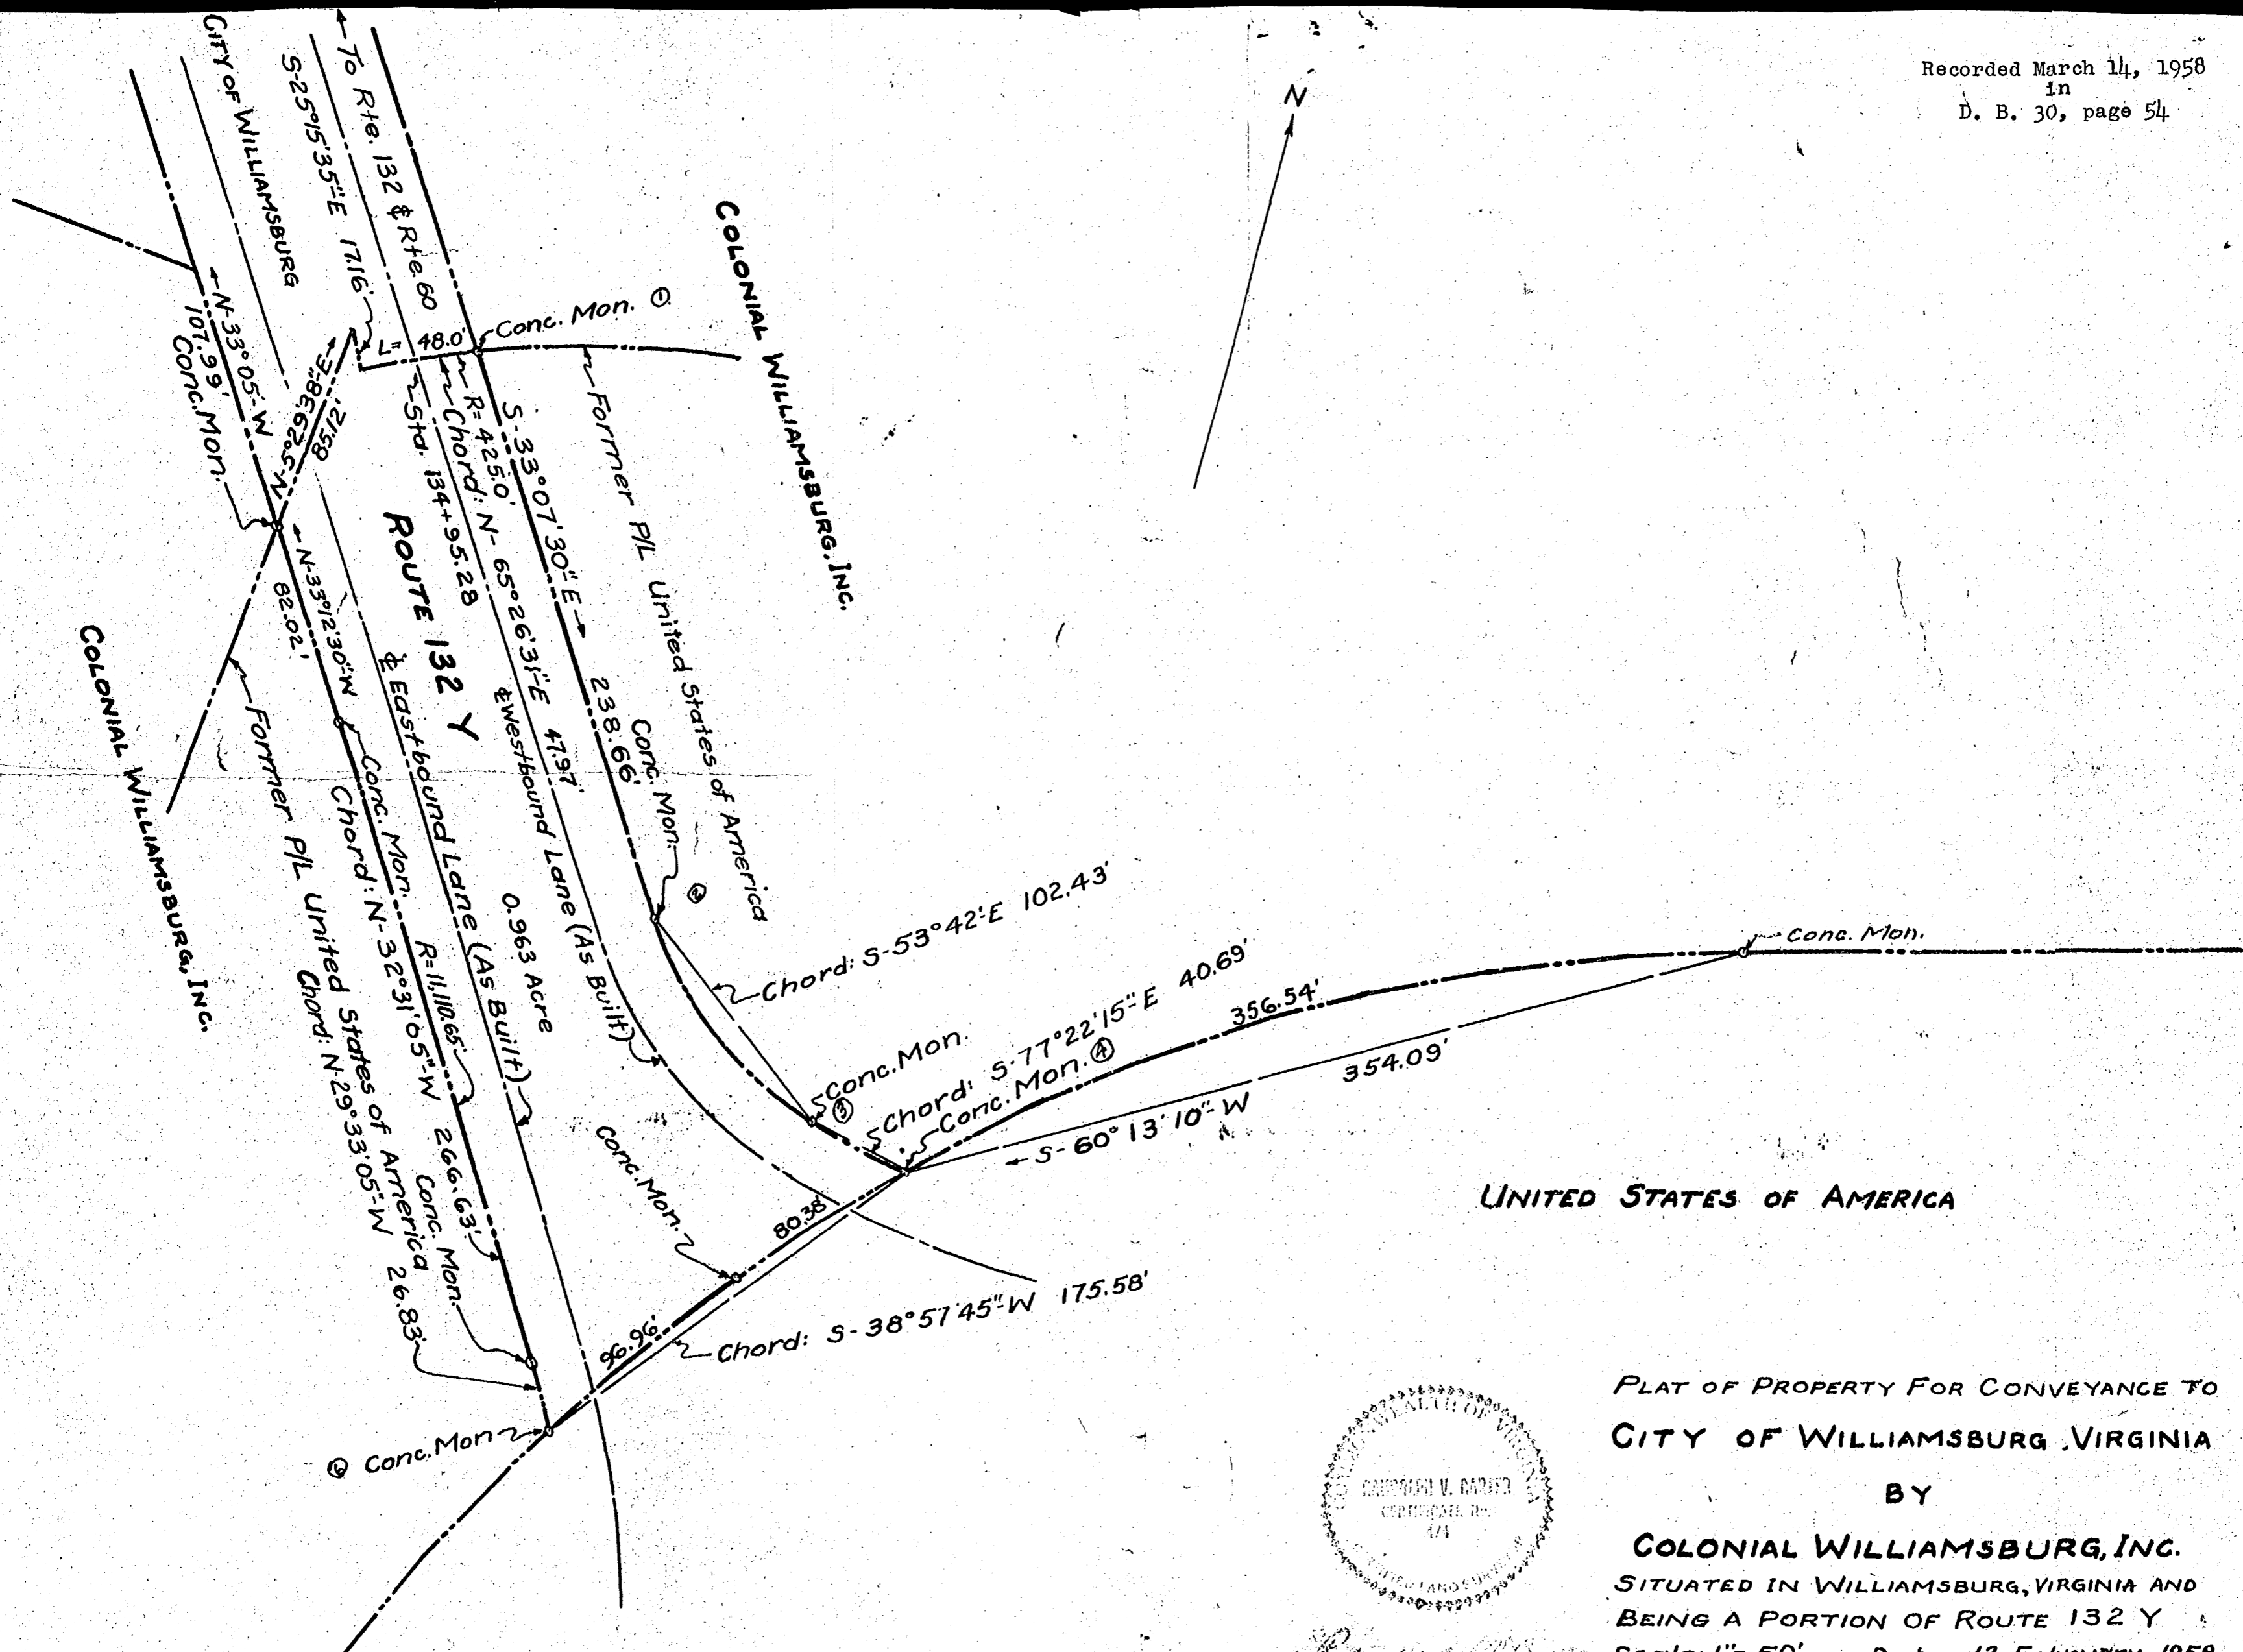 Recorded March 14, 1958
in
D. B. 30, page 54
N
CITY OF WILLIAMSBURG
S-25°15'35"-E 17.16'
To Rte. 132 & Rte. 60
COLONIAL WILLIAMSBURG, INC.
Conc. Mon. ①
L= 48.0'
N-33°05'-W
107.99'
Conc. Mon.
N-5°29'38"-E
85.12'
Sta. 134+95.28
Chord: N-65°26'31"-E 47.97'
R=425.0'
S-33°07'30"-E
238.66'
Former P/L United States of America
Conc. Mon.
②
ROUTE 132 Y
N-33°12'30"-W
82.02'
℄ Eastbound Lane (As Built)
℄ Westbound Lane (As Built)
0.963 Acre
COLONIAL WILLIAMSBURG, INC.
Former P/L United States of America
Conc. Mon.
Chord: N-32°31'05"-W 266.63'
R=11,110.65'
Chord: N-29°33'05"-W 26.83'
Conc. Mon.
Chord: S-53°42'-E 102.43'
Conc. Mon.
③
Chord: S-77°22'15"-E 40.69'
Conc. Mon. ④
356.54'
354.09'
S-60°13'10"-W
Conc. Mon.
Conc. Mon.
80.38'
96.96'
Chord: S-38°57'45"-W 175.58'
⑥ Conc. Mon
UNITED STATES OF AMERICA
PLAT OF PROPERTY FOR CONVEYANCE TO
CITY OF WILLIAMSBURG, VIRGINIA
BY
COLONIAL WILLIAMSBURG, INC.
SITUATED IN WILLIAMSBURG, VIRGINIA AND
BEING A PORTION OF ROUTE 132 Y
Scale: 1"=50' Date: 12 February 1958